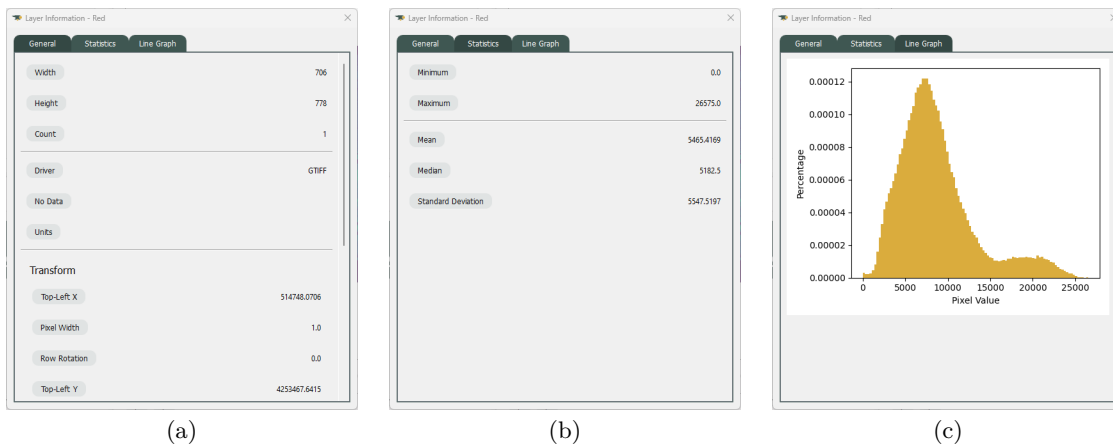 Layer Information - Red
General Statistics Line Graph
Width 706
Height 778
Count 1
Driver GTIFF
No Data
Units
Transform
Top-Left X 514748.0706
Pixel Width 1.0
Row Rotation 0.0
Top-Left Y 4253467.6415
(a)
Layer Information - Red
General Statistics Line Graph
Minimum 0.0
Maximum 26575.0
Mean 5465.4169
Median 5182.5
Standard Deviation 5547.5197
(b)
Layer Information - Red
General Statistics Line Graph
0.00012
0.00010
0.00008
0.00006
0.00004
0.00002
0.00000
Percentage
0 5000 10000 15000 20000 25000
Pixel Value
(c)